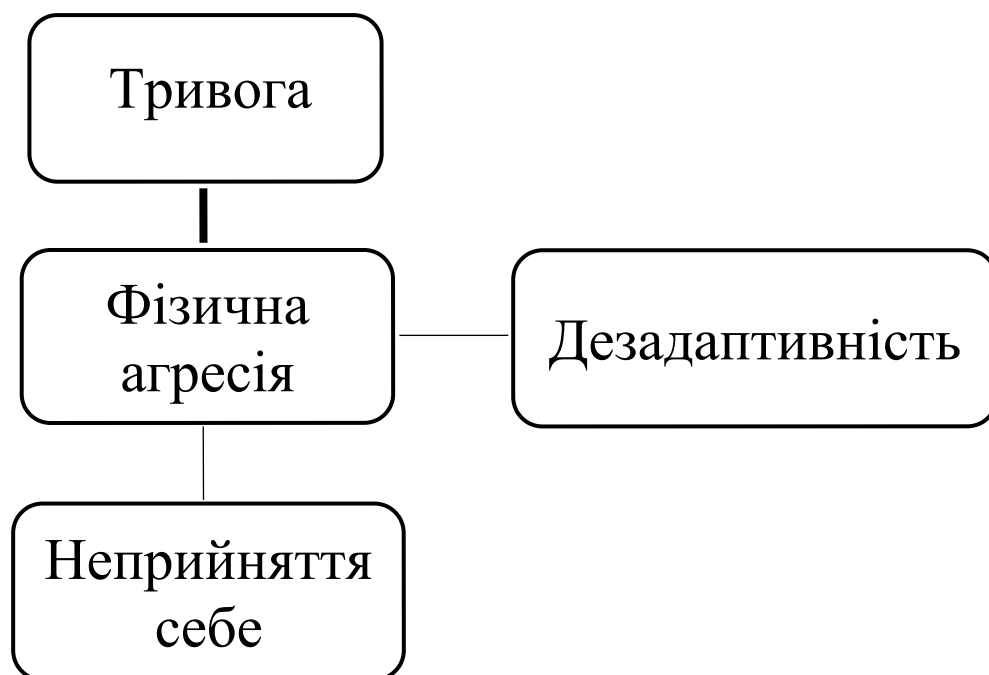 Тривога
Фізична
агресія
Дезадаптивність
Неприйняття
себе